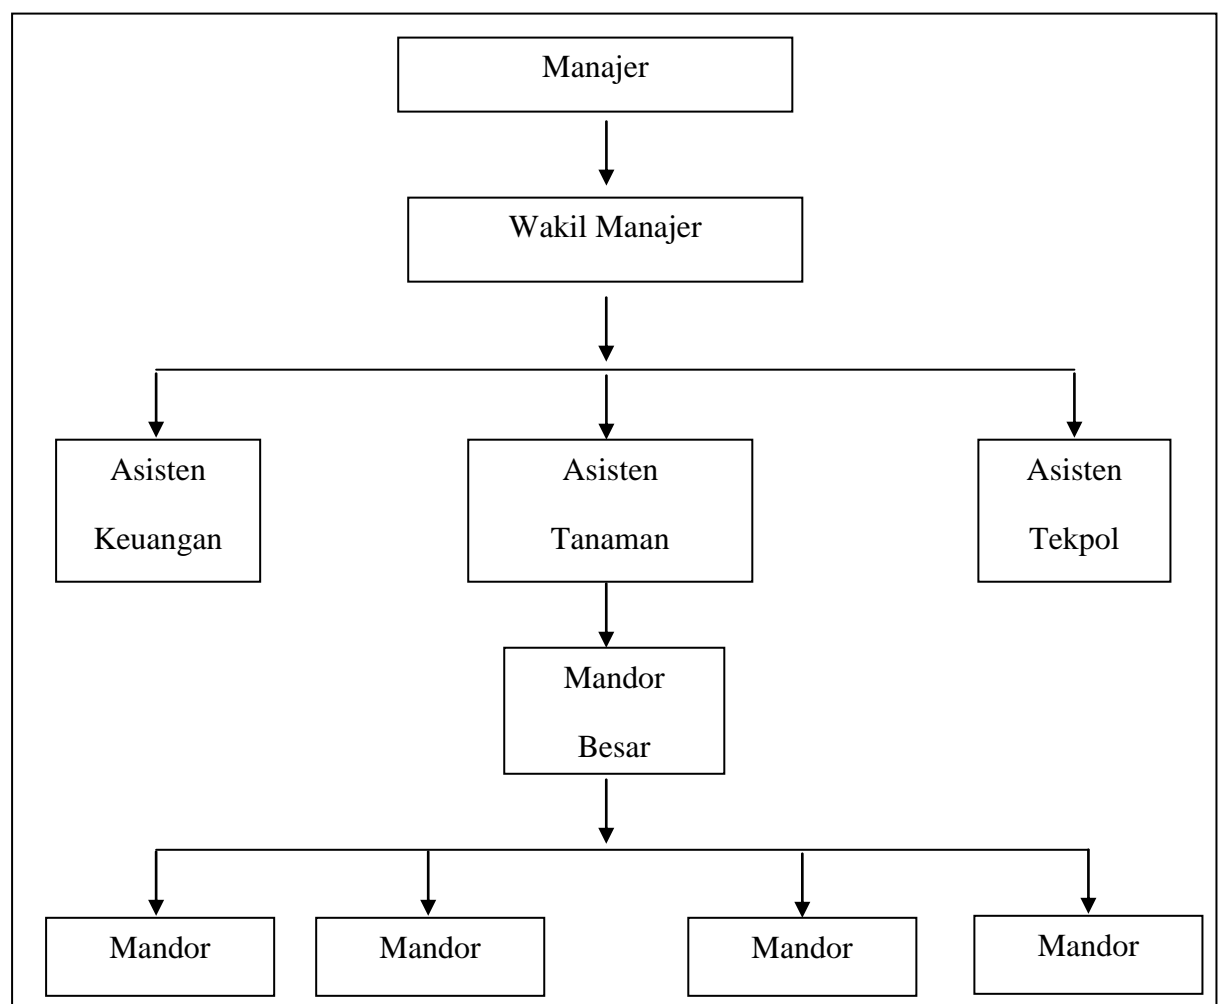 Manajer
Wakil Manajer
Asisten
Keuangan
Asisten
Tanaman
Asisten
Tekpol
Mandor
Besar
Mandor
Mandor
Mandor
Mandor